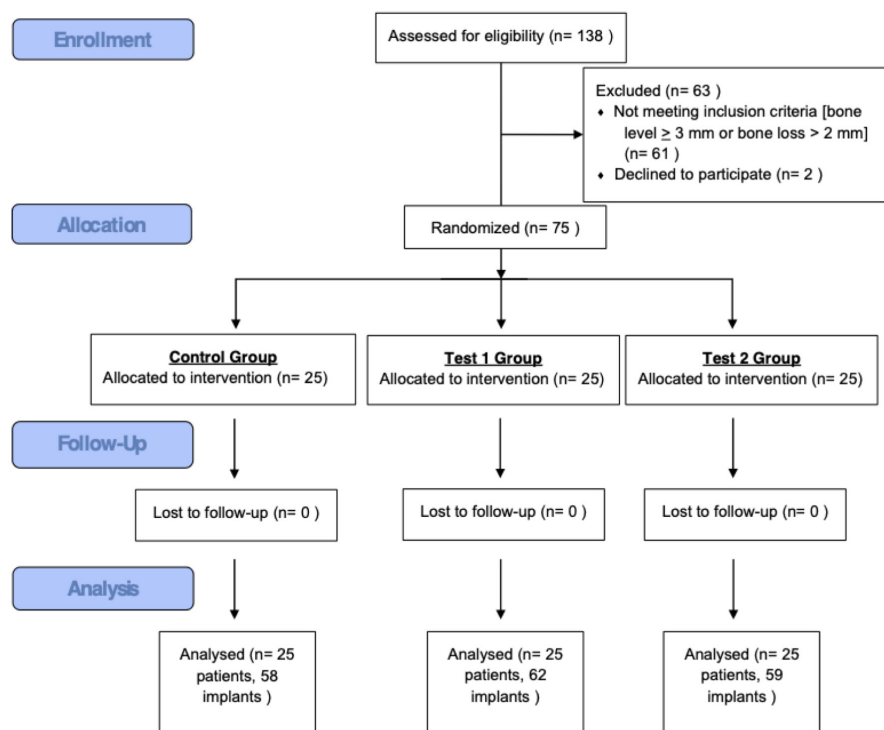 Enrollment
Assessed for eligibility (n= 138 )
Excluded (n= 63 )
♦ Not meeting inclusion criteria [bone
level ≥ 3 mm or bone loss > 2 mm]
(n= 61 )
♦ Declined to participate (n= 2 )
Allocation
Randomized (n= 75 )
Control Group
Allocated to intervention (n= 25)
Test 1 Group
Allocated to intervention (n= 25)
Test 2 Group
Allocated to intervention (n= 25)
Follow-Up
Lost to follow-up (n= 0 )
Lost to follow-up (n= 0 )
Lost to follow-up (n= 0 )
Analysis
Analysed (n= 25
patients, 58
implants )
Analysed (n= 25
patients, 62
implants )
Analysed (n= 25
patients, 59
implants )